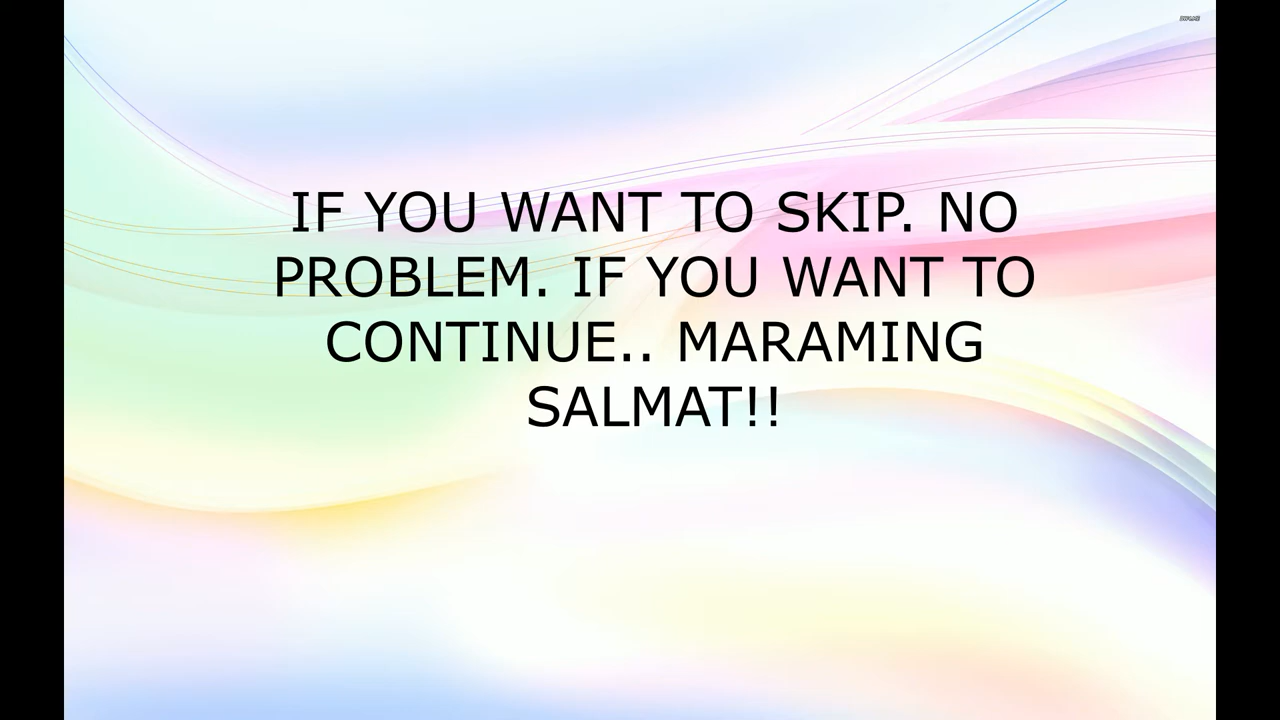 IF YOU WANT TO SKIP. NO
PROBLEM. IF YOU WANT TO
CONTINUE.. MARAMING
SALMAT!!